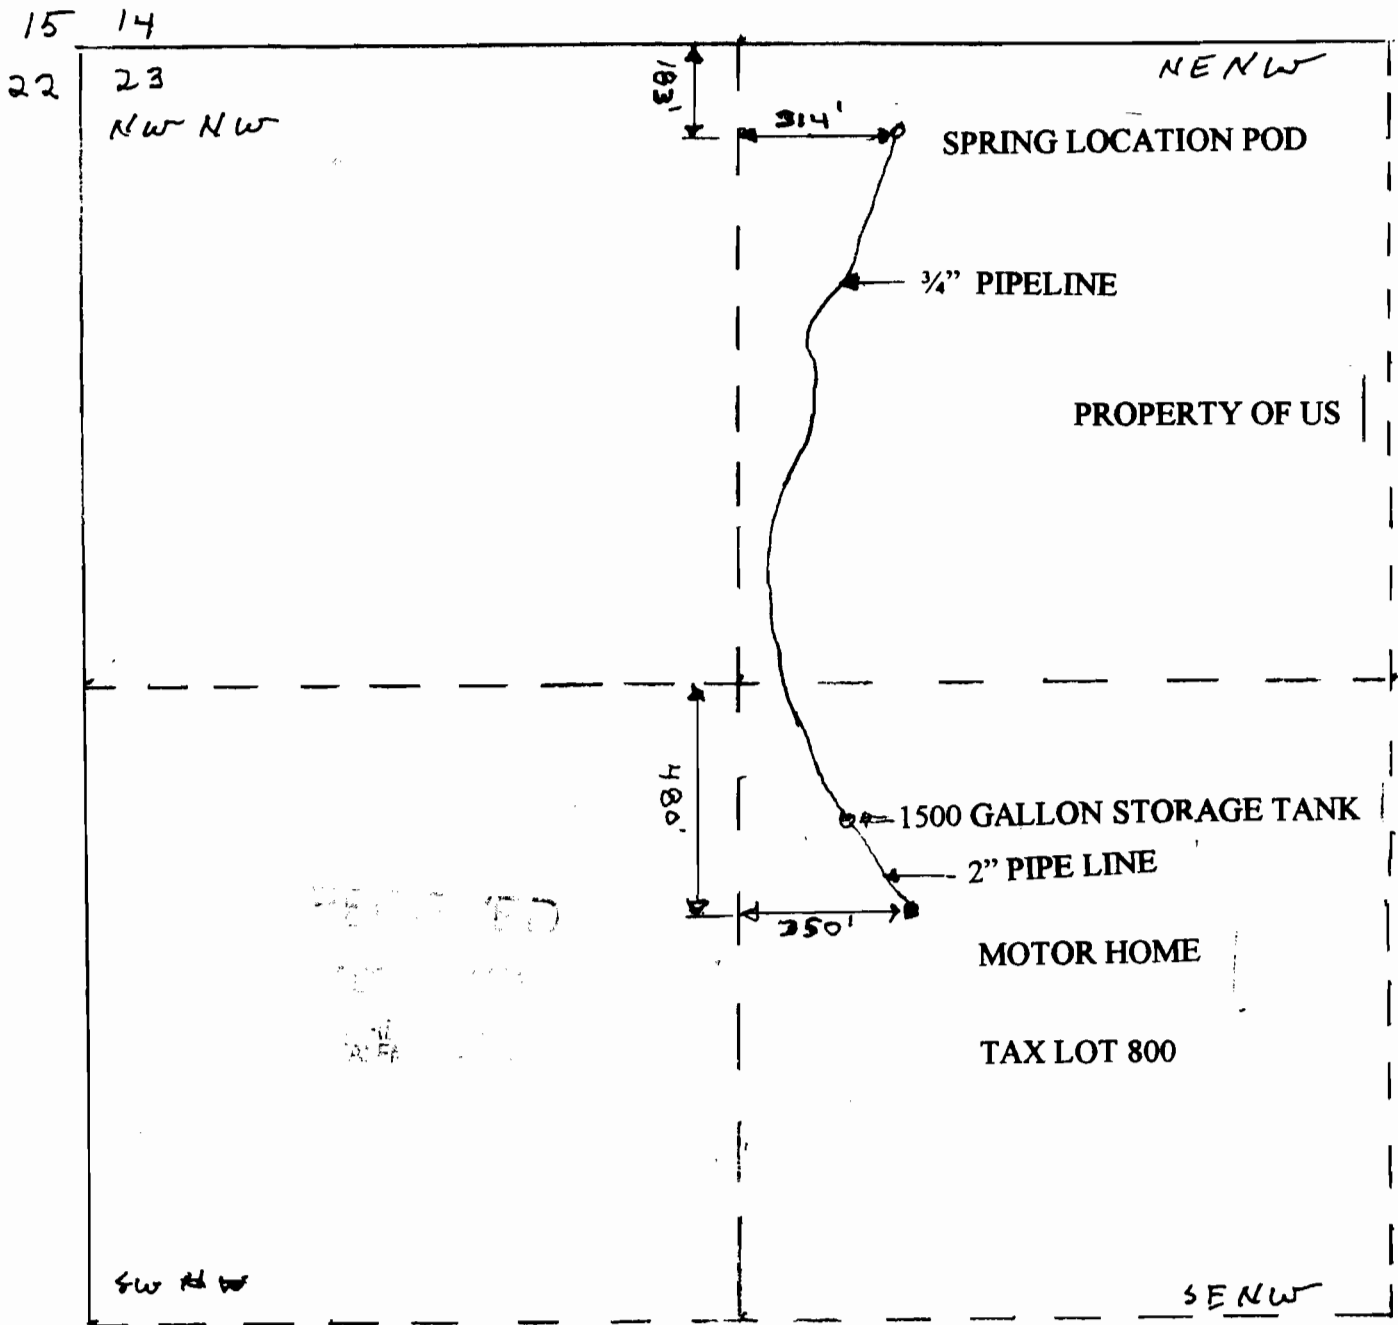 15 14
22 23
NW NW
NENW
183'
314'
SPRING LOCATION POD
¾” PIPELINE
PROPERTY OF US
480'
1500 GALLON STORAGE TANK
2” PIPE LINE
350'
MOTOR HOME
TAX LOT 800
SW NW
SENW